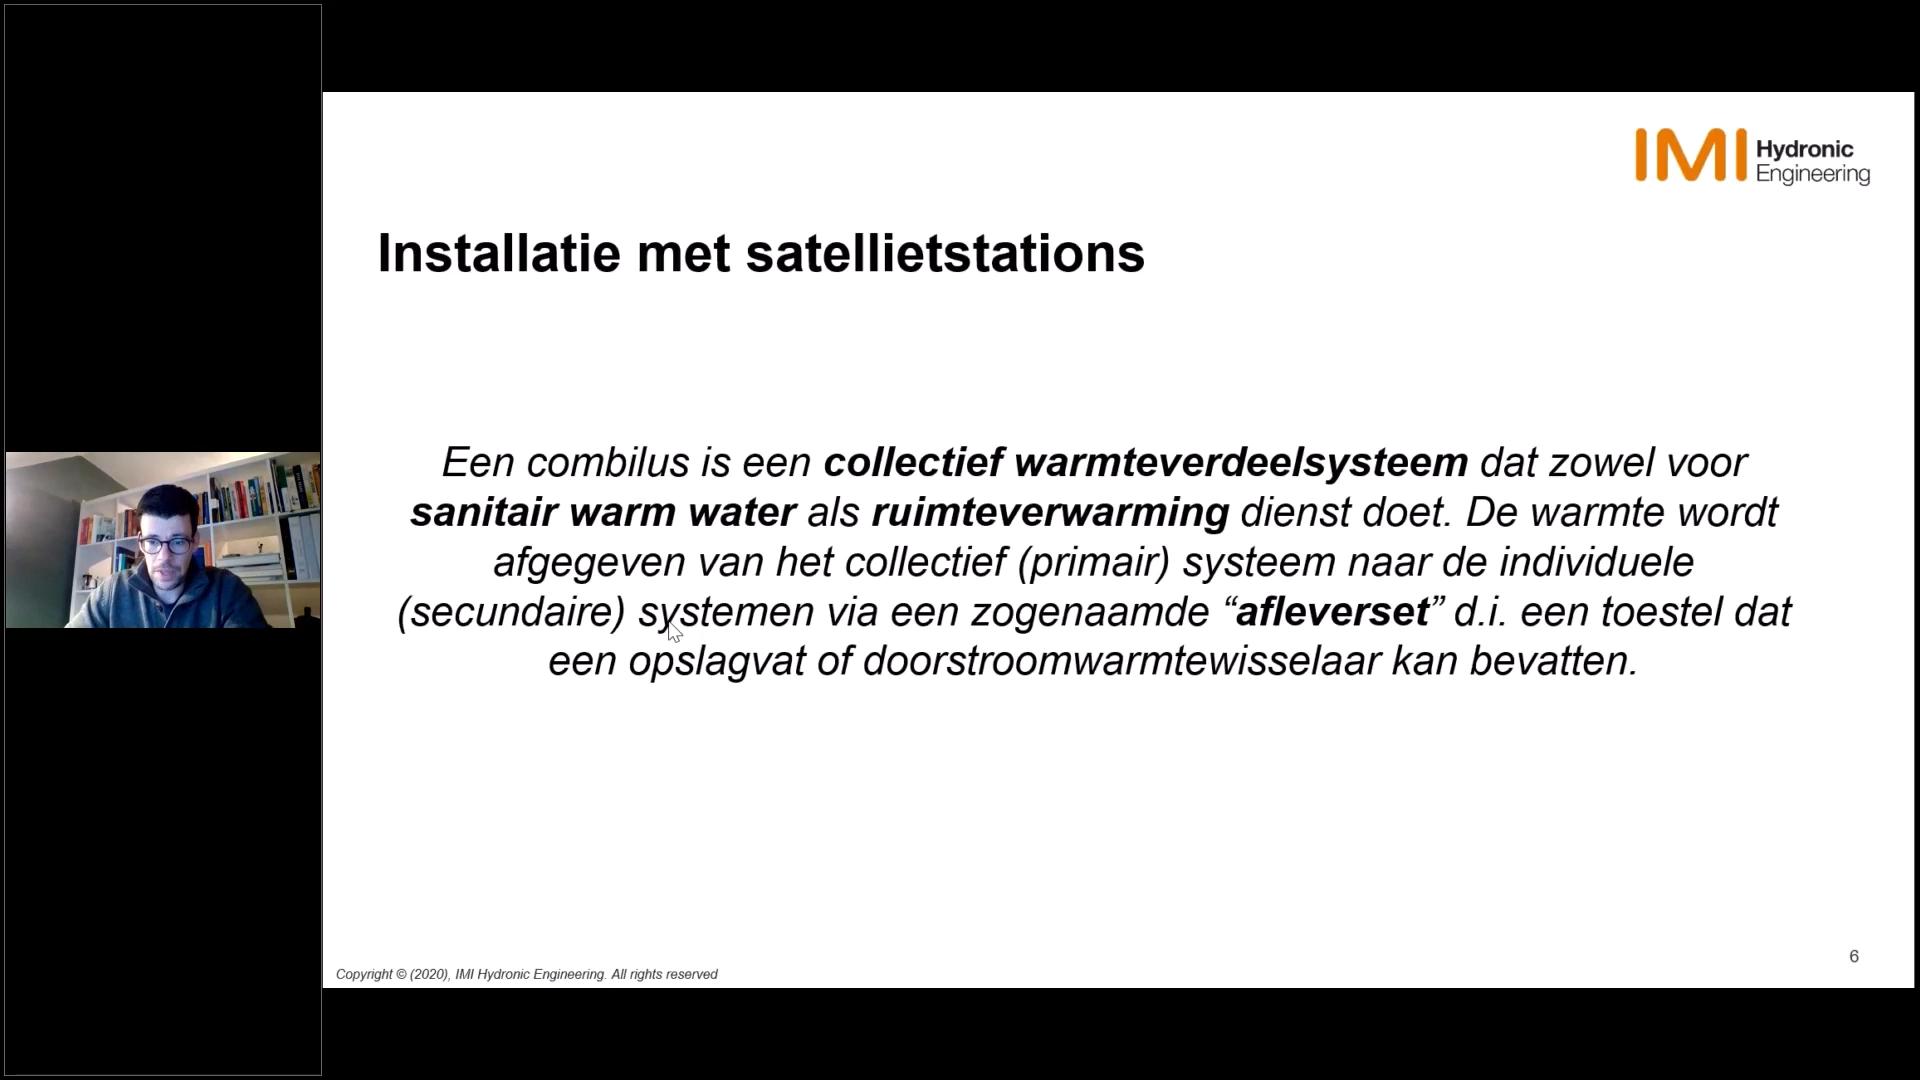 IMI Hydronic
Engineering
Installatie met satellietstations
Een combilus is een collectief warmteverdeelsysteem dat zowel voor
sanitair warm water als ruimteverwarming dienst doet. De warmte wordt
afgegeven van het collectief (primair) systeem naar de individuele
(secundaire) systemen via een zogenaamde “afleverset” d.i. een toestel dat
een opslagvat of doorstroomwarmtewisselaar kan bevatten.
6
Copyright © (2020), IMI Hydronic Engineering. All rights reserved